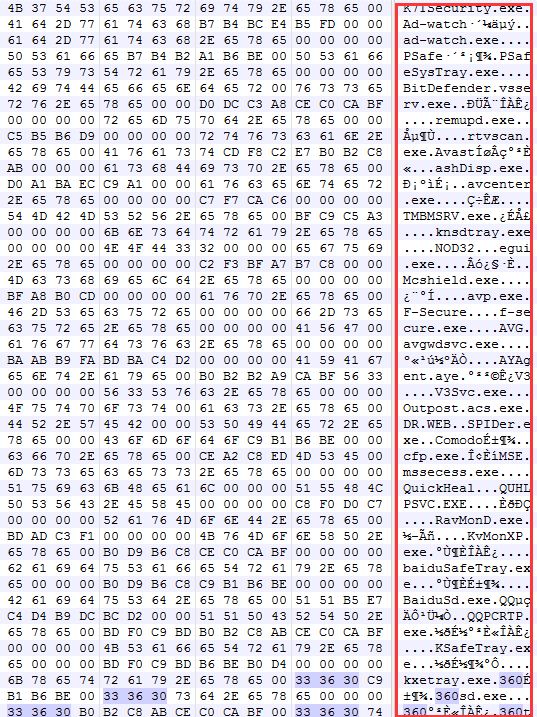 4B 37 54 53 65 63 75 72 69 74 79 2E 65 78 65 00 K7TSecurity.exe.
41 64 2D 77 61 74 63 68 B7 B4 BC E4 B5 FD 00 00 Ad-watch·´¼äµý..
61 64 2D 77 61 74 63 68 2E 65 78 65 00 00 00 00 ad-watch.exe....
50 53 61 66 65 B7 B4 B2 A1 B6 BE 00 50 53 61 66 PSafe·´²¡¶¾.PSaf
65 53 79 73 54 72 61 79 2E 65 78 65 00 00 00 00 eSysTray.exe....
42 69 74 44 65 66 65 6E 64 65 72 00 76 73 73 65 BitDefender.vsse
72 76 2E 65 78 65 00 00 D0 DC C3 A8 CE C0 CA BF rv.exe..ÐÜÃ¨ÎÀÊ¿
00 00 00 00 72 65 6D 75 70 64 2E 65 78 65 00 00 ....remupd.exe..
C5 B5 B6 D9 00 00 00 00 72 74 76 73 63 61 6E 2E Åµ¶Ù....rtvscan.
65 78 65 00 41 76 61 73 74 CD F8 C2 E7 B0 B2 C8 exe.AvastÍøÂç°²È
AB 00 00 00 61 73 68 44 69 73 70 2E 65 78 65 00 «...ashDisp.exe.
D0 A1 BA EC C9 A1 00 00 61 76 63 65 6E 74 65 72 Ð¡ºìÉ¡..avcenter
2E 65 78 65 00 00 00 00 C7 F7 CA C6 00 00 00 00 .exe....Ç÷ÊÆ....
54 4D 42 4D 53 52 56 2E 65 78 65 00 BF C9 C5 A3 TMBMSRV.exe.¿ÉÅ£
00 00 00 00 6B 6E 73 64 74 72 61 79 2E 65 78 65 ....knsdtray.exe
00 00 00 00 4E 4F 44 33 32 00 00 00 65 67 75 69 ....NOD32...egui
2E 65 78 65 00 00 00 00 C2 F3 BF A7 B7 C8 00 00 .exe....Âó¿§·È..
4D 63 73 68 69 65 6C 64 2E 65 78 65 00 00 00 00 Mcshield.exe....
BF A8 B0 CD 00 00 00 00 61 76 70 2E 65 78 65 00 ¿¨°Í....avp.exe.
46 2D 53 65 63 75 72 65 00 00 00 00 66 2D 73 65 F-Secure....f-se
63 75 72 65 2E 65 78 65 00 00 00 00 41 56 47 00 cure.exe....AVG.
61 76 67 77 64 73 76 63 2E 65 78 65 00 00 00 00 avgwdsvc.exe....
BA AB B9 FA BD BA C4 D2 00 00 00 00 41 59 41 67 º«¹ú½ºÄÒ....AYAg
65 6E 74 2E 61 79 65 00 B0 B2 B2 A9 CA BF 56 33 ent.aye.°²²©Ê¿V3
00 00 00 00 56 33 53 76 63 2E 65 78 65 00 00 00 ....V3Svc.exe...
4F 75 74 70 6F 73 74 00 61 63 73 2E 65 78 65 00 Outpost.acs.exe.
44 52 2E 57 45 42 00 00 53 50 49 44 65 72 2E 65 DR.WEB..SPIDer.e
78 65 00 00 43 6F 6D 6F 64 6F C9 B1 B6 BE 00 00 xe..ComodoÉ±¶¾..
63 66 70 2E 65 78 65 00 CE A2 C8 ED 4D 53 45 00 cfp.exe.Î¢ÈíMSE.
6D 73 73 65 63 65 73 73 2E 65 78 65 00 00 00 00 mssecess.exe....
51 75 69 63 6B 48 65 61 6C 00 00 00 51 55 48 4C QuickHeal...QUHL
50 53 56 43 2E 45 58 45 00 00 00 00 C8 F0 D0 C7 PSVC.EXE....ÈðÐÇ
00 00 00 00 52 61 76 4D 6F 6E 44 2E 65 78 65 00 ....RavMonD.exe.
BD AD C3 F1 00 00 00 00 4B 76 4D 6F 6E 58 50 2E ½-Ãñ....KvMonXP.
65 78 65 00 B0 D9 B6 C8 CE C0 CA BF 00 00 00 00 exe.°Ù¶ÈÎÀÊ¿....
62 61 69 64 75 53 61 66 65 54 72 61 79 2E 65 78 baiduSafeTray.ex
65 00 00 00 B0 D9 B6 C8 C9 B1 B6 BE 00 00 00 00 e...°Ù¶ÈÉ±¶¾....
42 61 69 64 75 53 64 2E 65 78 65 00 51 51 B5 E7 BaiduSd.exe.QQµç
C4 D4 B9 DC BC D2 00 00 51 51 50 43 52 54 50 2E ÄÔ¹Ü¼Ò..QQPCRTP.
65 78 65 00 BD F0 C9 BD B0 B2 C8 AB CE C0 CA BF exe.½ðÉ½°²È«ÎÀÊ¿
00 00 00 00 4B 53 61 66 65 54 72 61 79 2E 65 78 ....KSafeTray.ex
65 00 00 00 BD F0 C9 BD B6 BE B0 D4 00 00 00 00 e...½ðÉ½¶¾°Ô....
6B 78 65 74 72 61 79 2E 65 78 65 00 33 36 30 C9 kxetray.exe.360É
B1 B6 BE 00 33 36 30 73 64 2E 65 78 65 00 00 00 ±¶¾.360sd.exe...
33 36 30 B0 B2 C8 AB CE C0 CA BF 00 33 36 30 74 360°²È«ÎÀÊ¿.360t